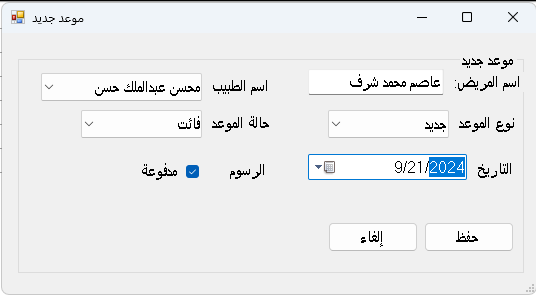 موعد جديد
موعد جديد
اسم المريض: عاصم محمد شرف اسم الطبيب محسن عبدالملك حسن
نوع الموعد جديد حالة الموعد فائت
التاريخ 9/21/2024 الرسوم مدفوعة
حفظ إلغاء